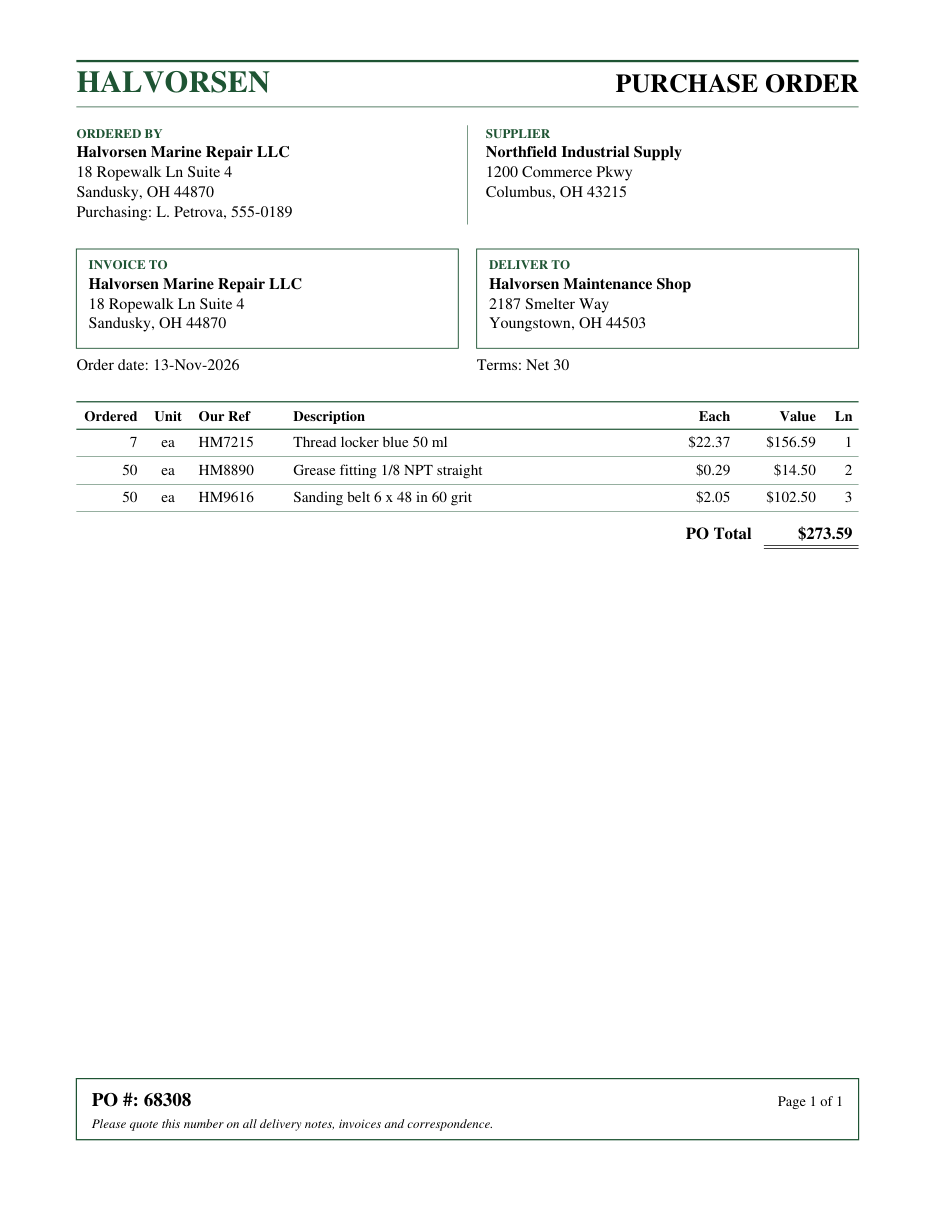 HALVORSEN
PURCHASE ORDER
ORDERED BY
Halvorsen Marine Repair LLC
18 Ropewalk Ln Suite 4
Sandusky, OH 44870
Purchasing: L. Petrova, 555-0189
SUPPLIER
Northfield Industrial Supply
1200 Commerce Pkwy
Columbus, OH 43215
INVOICE TO
Halvorsen Marine Repair LLC
18 Ropewalk Ln Suite 4
Sandusky, OH 44870
DELIVER TO
Halvorsen Maintenance Shop
2187 Smelter Way
Youngstown, OH 44503
Order date: 13-Nov-2026
Terms: Net 30
Ordered Unit Our Ref Description Each Value Ln
7 ea HM7215 Thread locker blue 50 ml $22.37 $156.59 1
50 ea HM8890 Grease fitting 1/8 NPT straight $0.29 $14.50 2
50 ea HM9616 Sanding belt 6 x 48 in 60 grit $2.05 $102.50 3
PO Total $273.59
PO #: 68308
Page 1 of 1
Please quote this number on all delivery notes, invoices and correspondence.